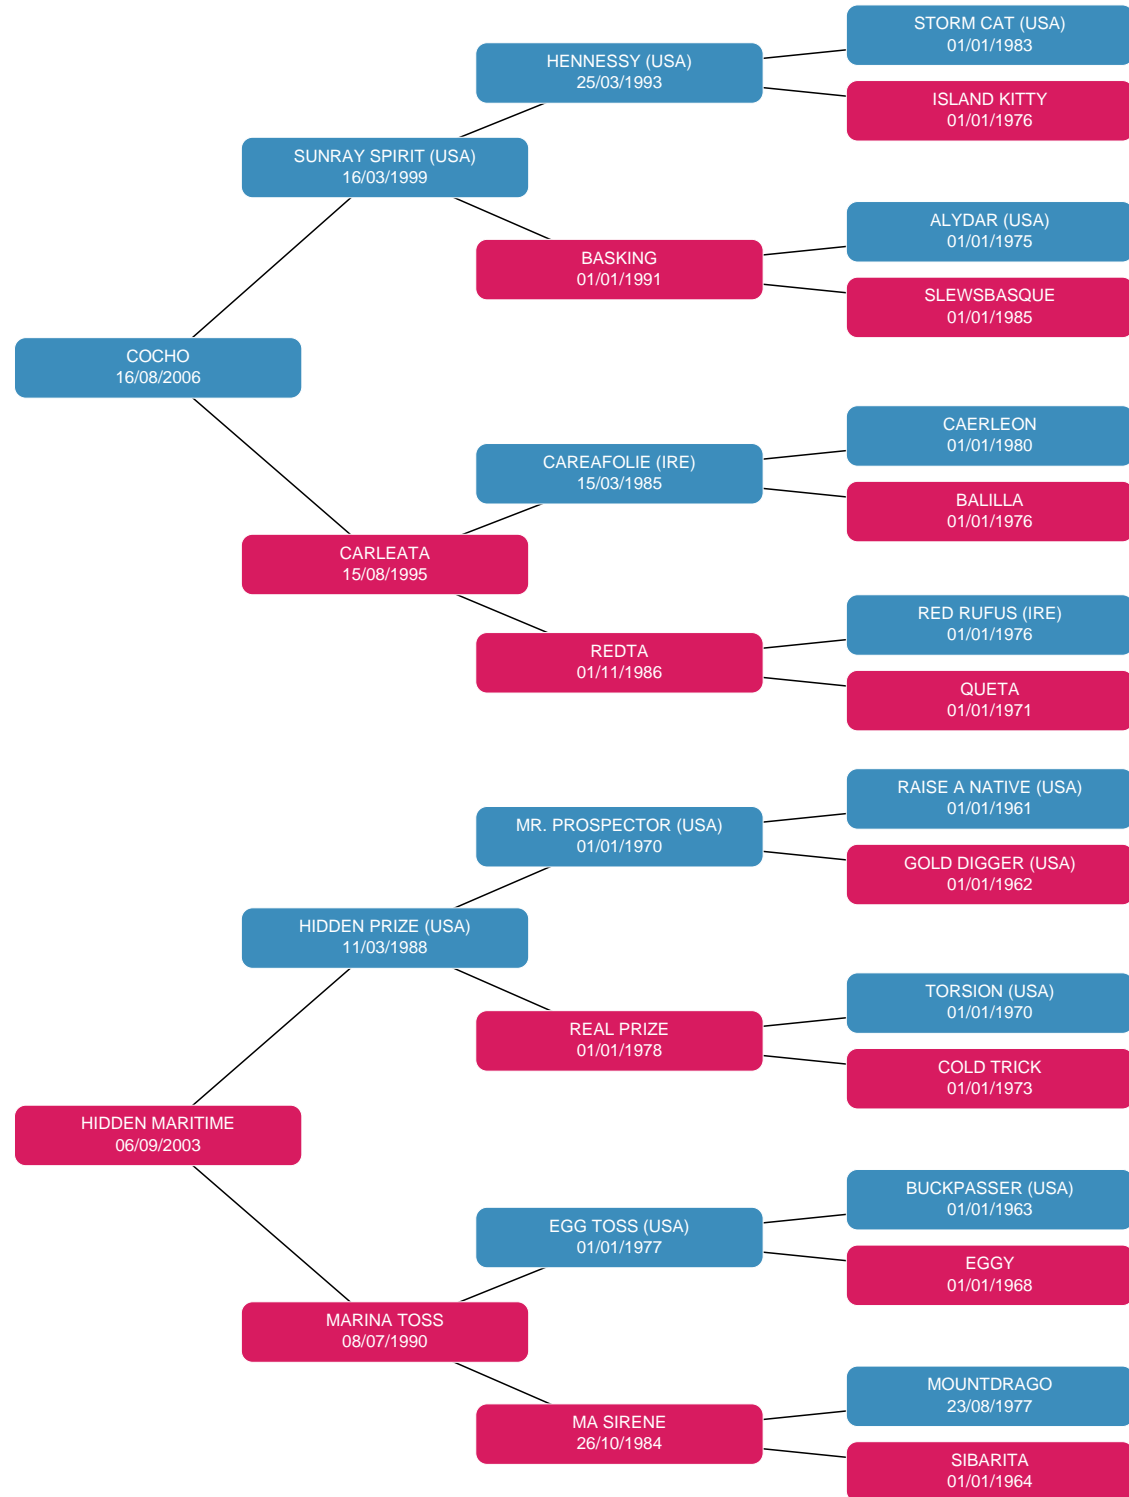 STORM CAT (USA)
01/01/1983
HENNESSY (USA)
25/03/1993
ISLAND KITTY
01/01/1976
SUNRAY SPIRIT (USA)
16/03/1999
ALYDAR (USA)
01/01/1975
BASKING
01/01/1991
SLEWSBASQUE
01/01/1985
COCHO
16/08/2006
CAERLEON
01/01/1980
CAREAFOLIE (IRE)
15/03/1985
BALILLA
01/01/1976
CARLEATA
15/08/1995
RED RUFUS (IRE)
01/01/1976
REDTA
01/11/1986
QUETA
01/01/1971
RAISE A NATIVE (USA)
01/01/1961
MR. PROSPECTOR (USA)
01/01/1970
GOLD DIGGER (USA)
01/01/1962
HIDDEN PRIZE (USA)
11/03/1988
TORSION (USA)
01/01/1970
REAL PRIZE
01/01/1978
COLD TRICK
01/01/1973
HIDDEN MARITIME
06/09/2003
BUCKPASSER (USA)
01/01/1963
EGG TOSS (USA)
01/01/1977
EGGY
01/01/1968
MARINA TOSS
08/07/1990
MOUNTDRAGO
23/08/1977
MA SIRENE
26/10/1984
SIBARITA
01/01/1964